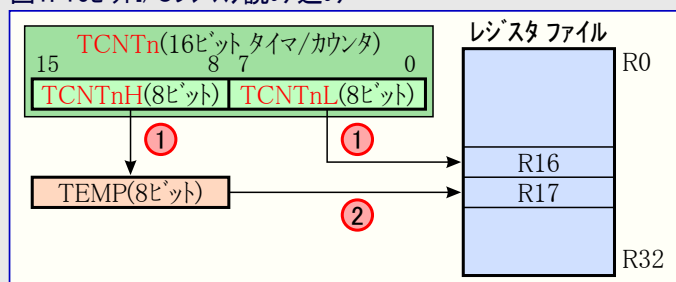 レジスタ ファイル
TCNTn(16ビット タイマ/カウンタ)
15 8 7 0
TCNTnH(8ビット) TCNTnL(8ビット)
R0
1 1
R16
TEMP(8ビット)
R17
2
R32